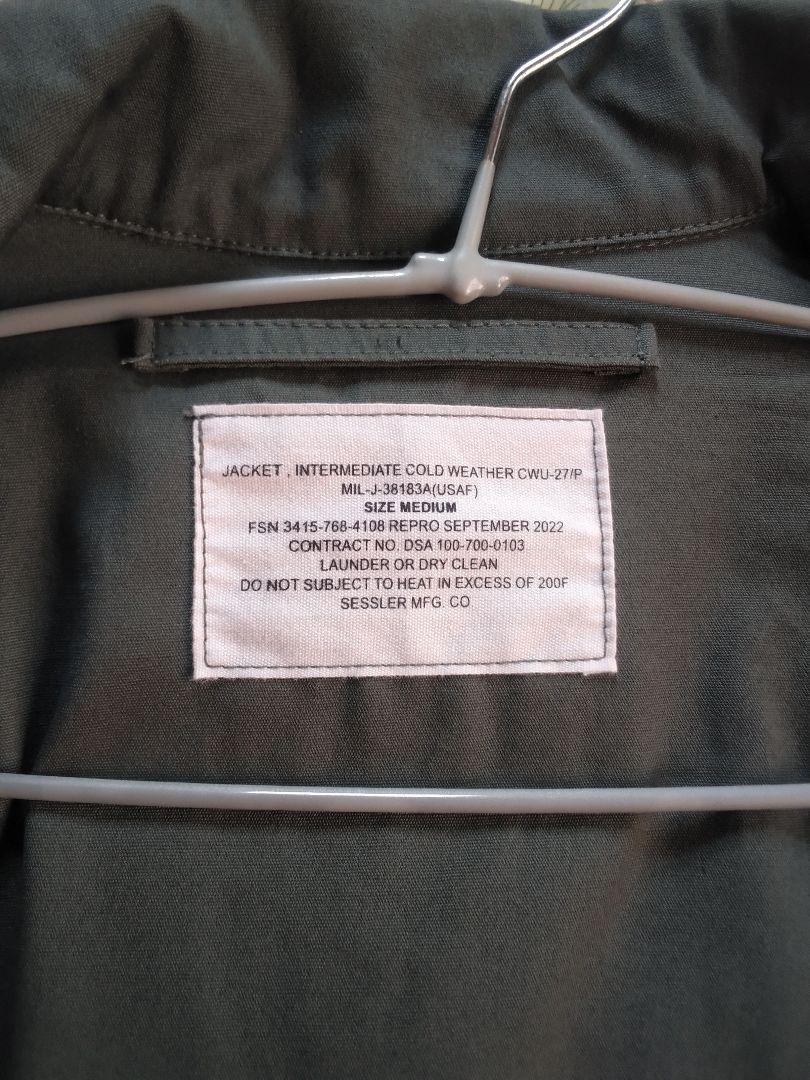 JACKET , INTERMEDIATE COLD WEATHER CWU-27/P
MIL-J-38183A(USAF)
SIZE MEDIUM
FSN 3415-768-4108 REPRO SEPTEMBER 2022
CONTRACT NO. DSA 100-700-0103
LAUNDER OR DRY CLEAN
DO NOT SUBJECT TO HEAT IN EXCESS OF 200F
SESSLER MFG. CO